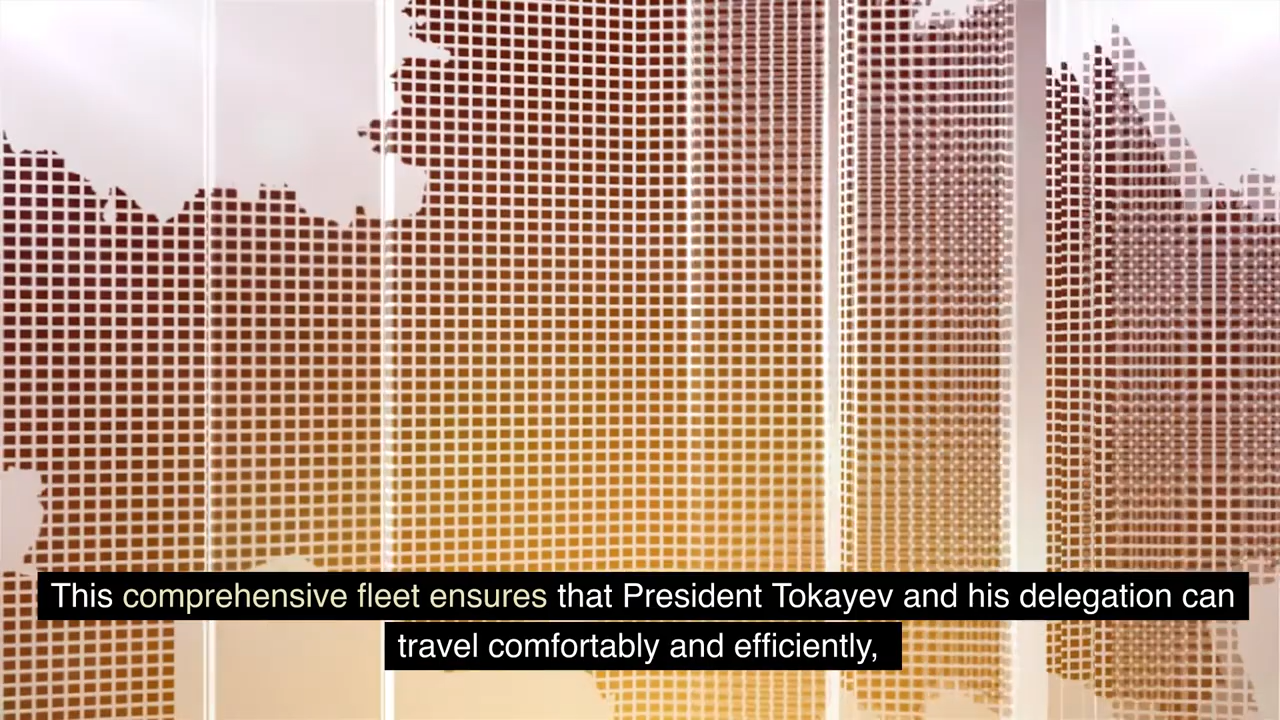 This comprehensive fleet ensures that President Tokayev and his delegation can
travel comfortably and efficiently,